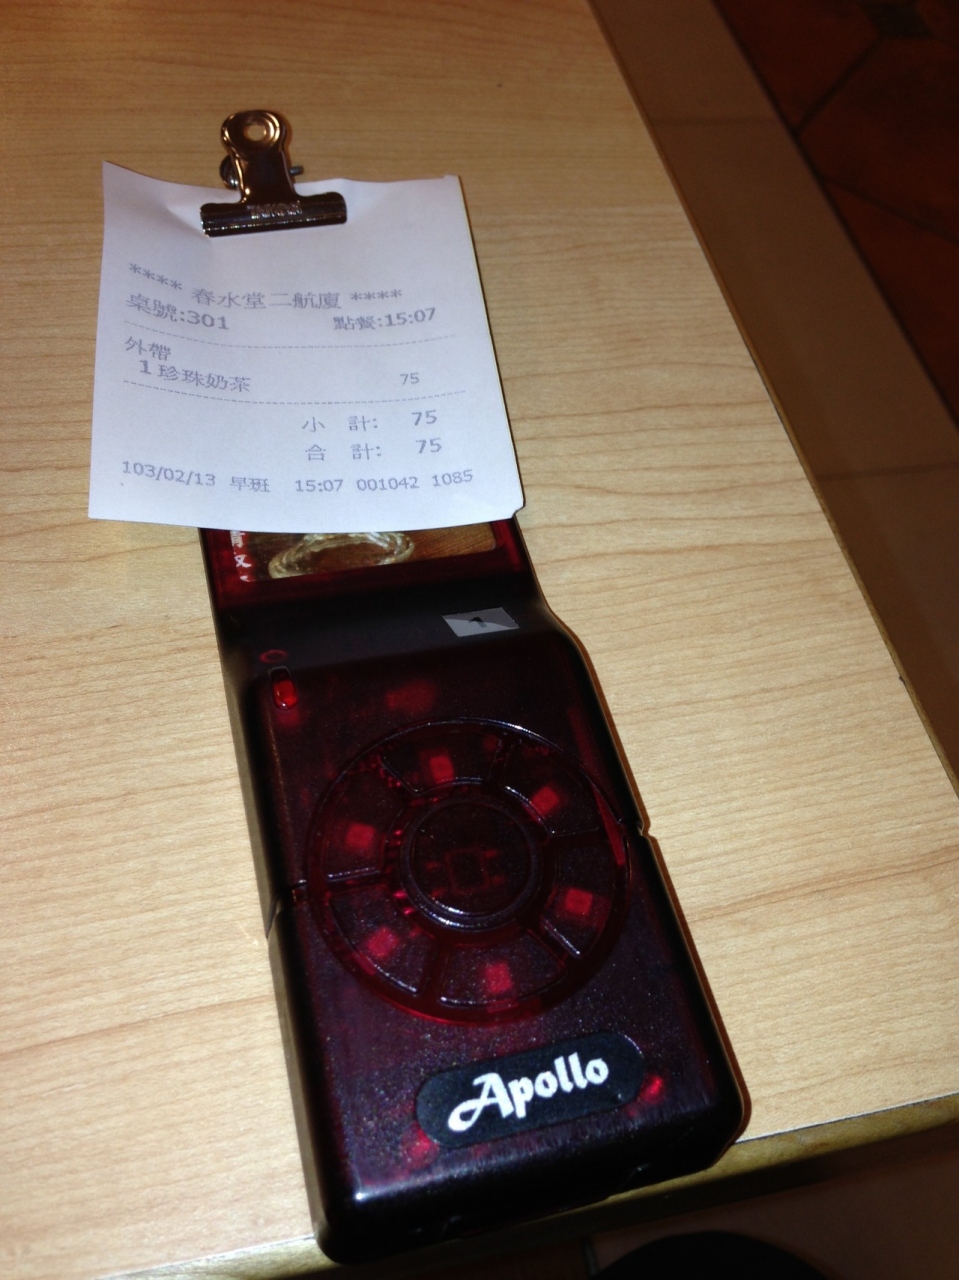 **** 春水堂二航廈 ****
桌號:301 點餐:15:07
外帶
1 珍珠奶茶 75
小 計: 75
合 計: 75
103/02/13 早班 15:07 001042 1085
1
Apollo